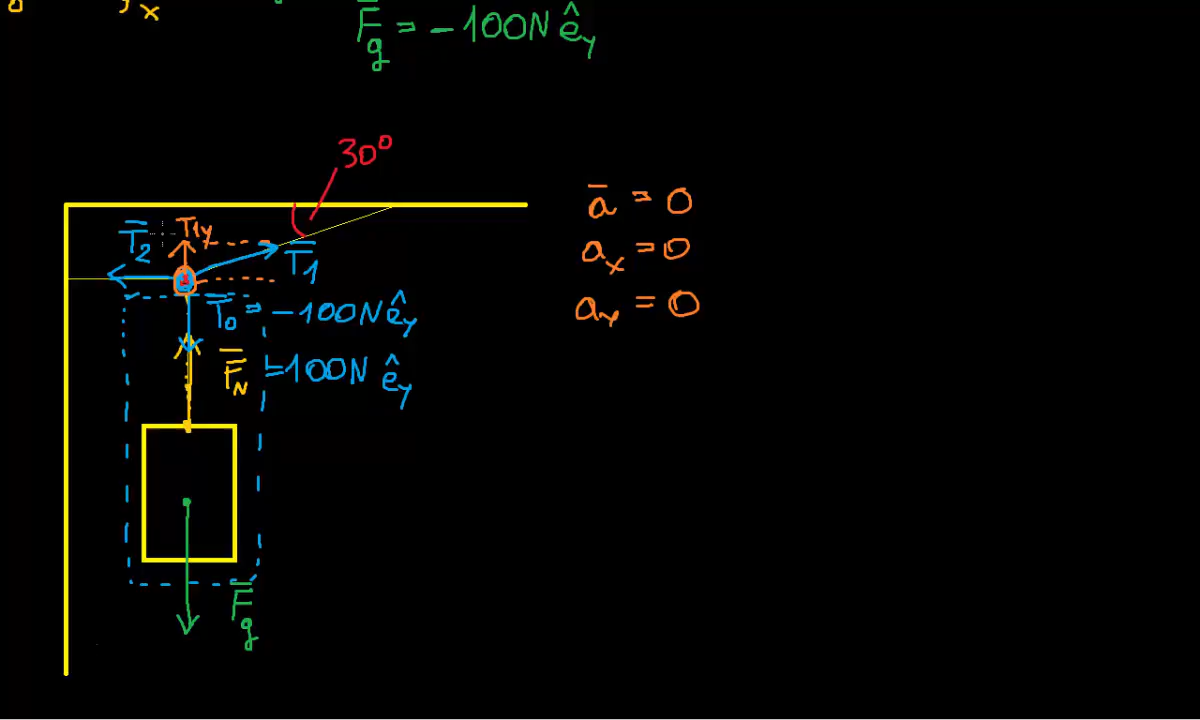 x
F̅g = -100N êy
30°
a̅ = 0
T̅2 T1y
T̅1
ax = 0
T̅0 = -100N êy
ay = 0
F̅N = 100N êy
F̅g